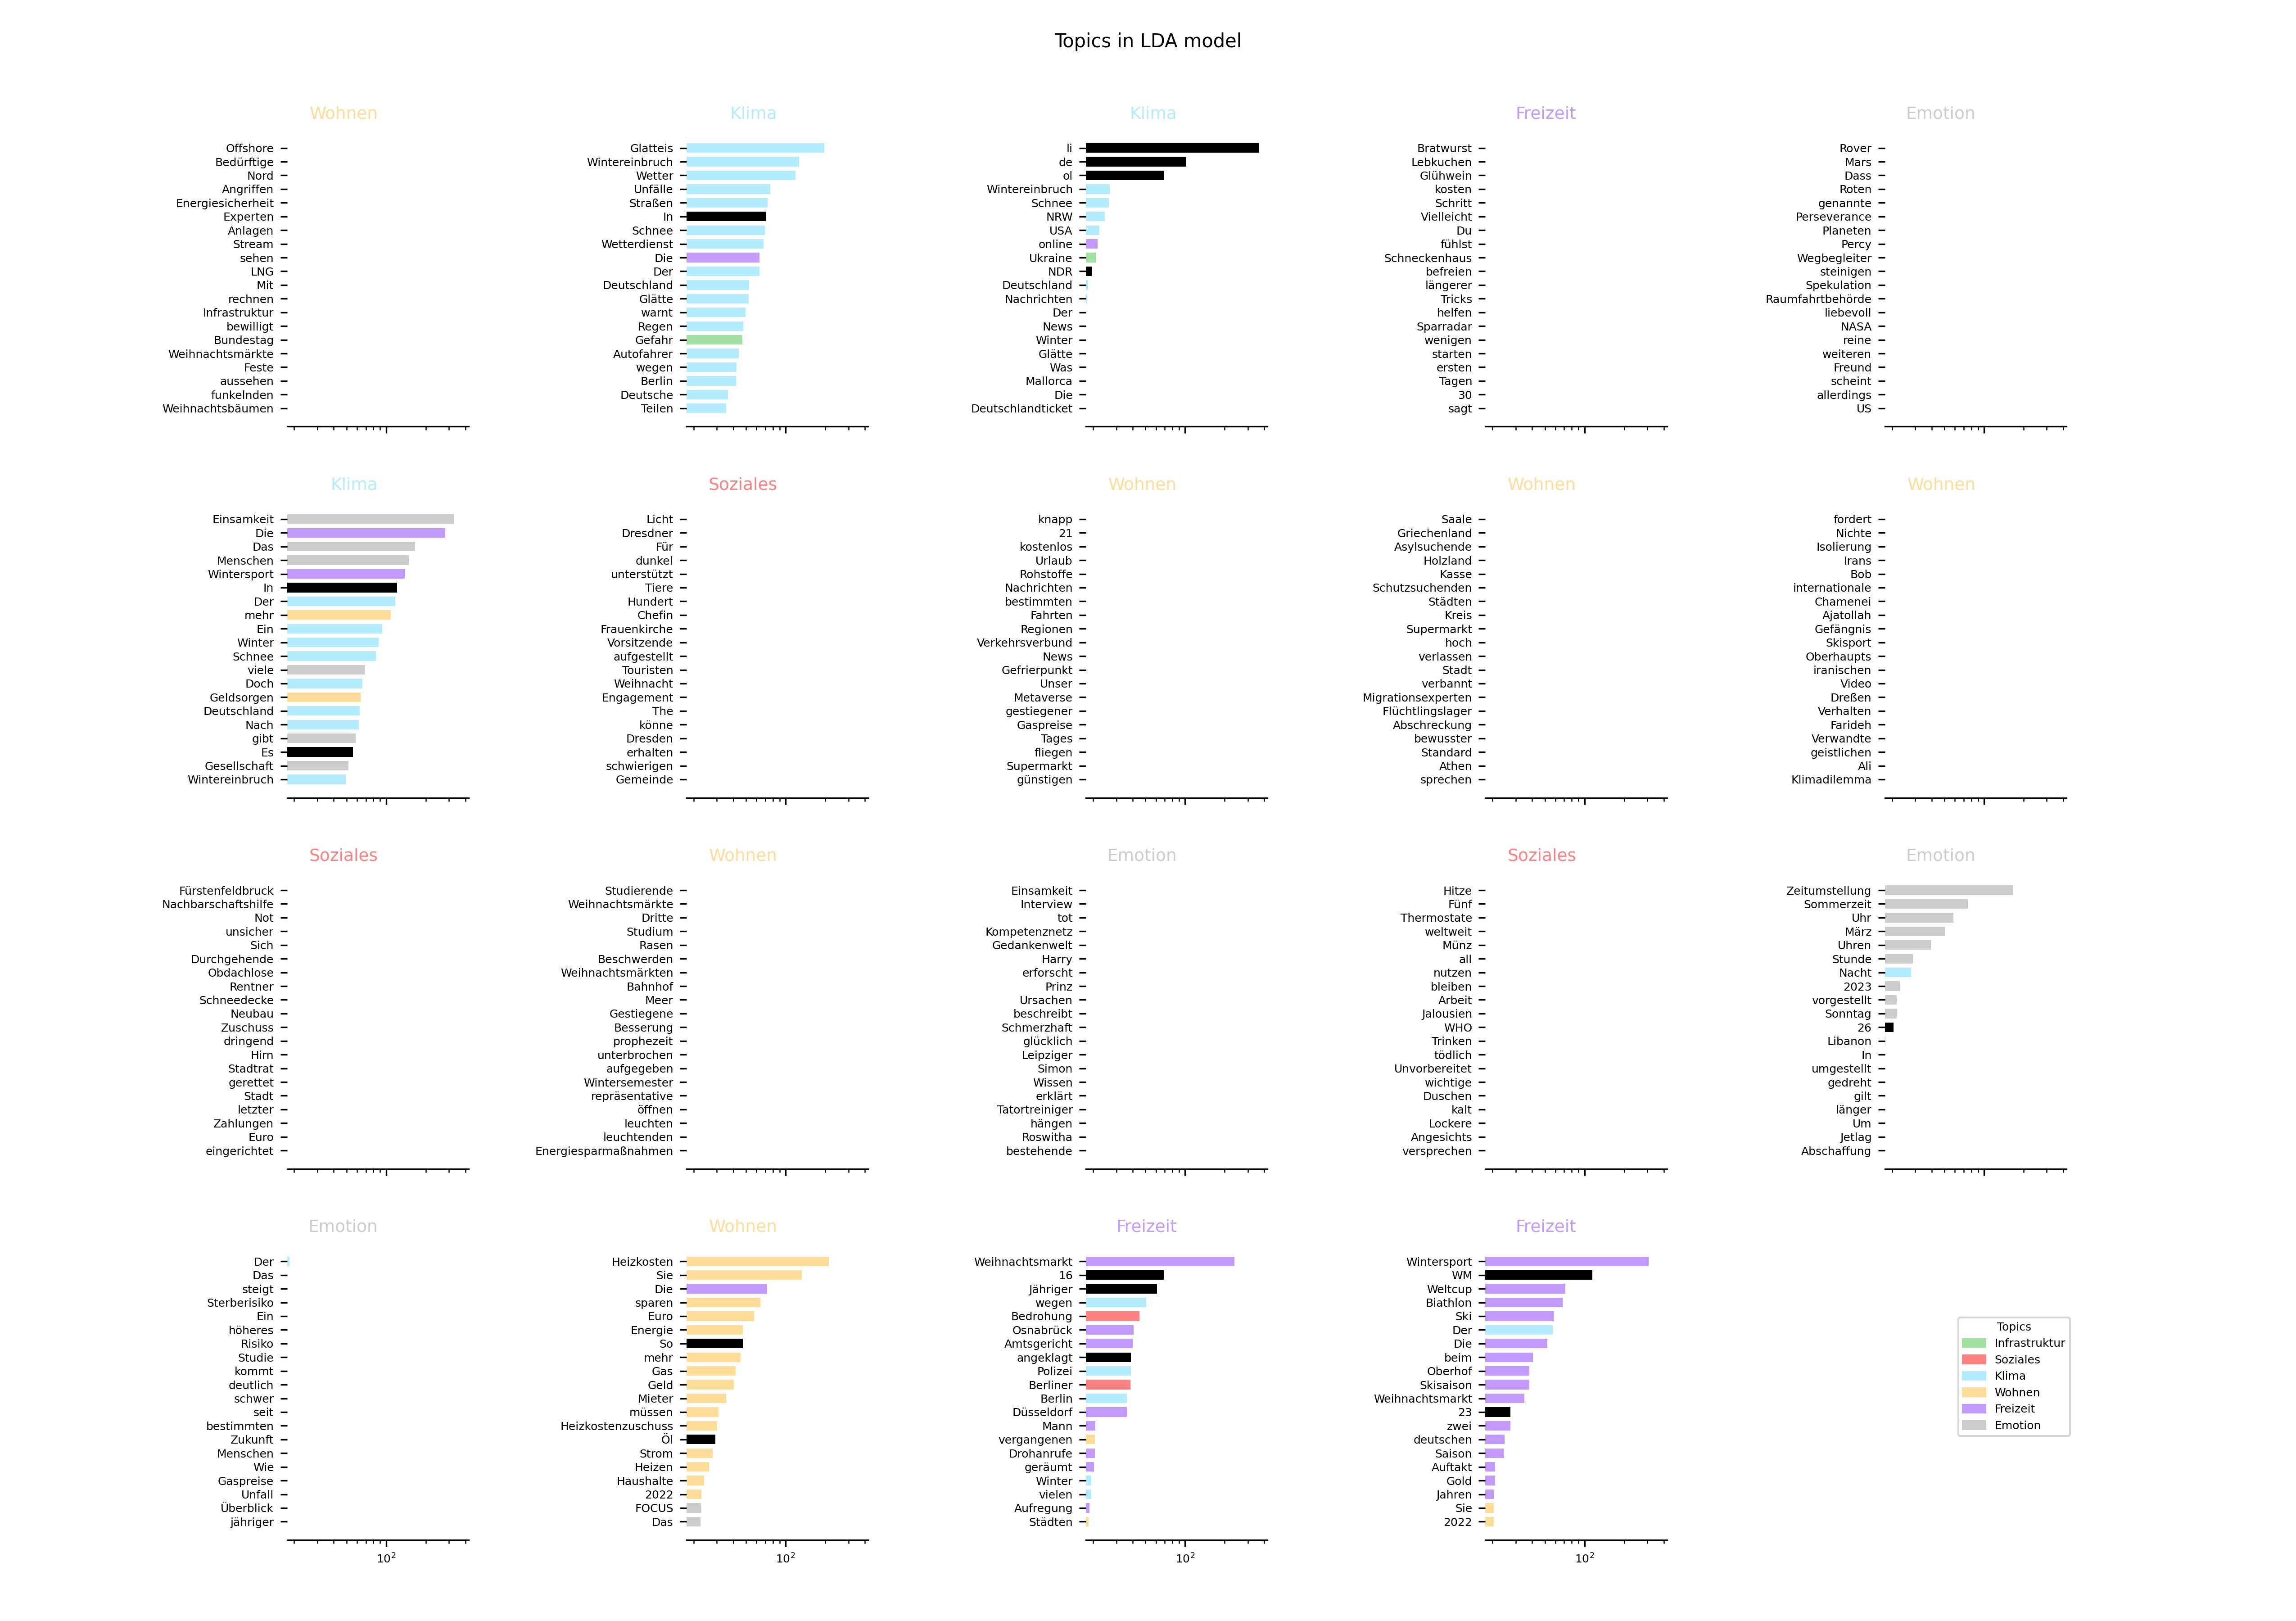 Topics in LDA model
Wohnen
Offshore
Bedürftige
Nord
Angriffen
Energiesicherheit
Experten
Anlagen
Stream
sehen
LNG
Mit
rechnen
Infrastruktur
bewilligt
Bundestag
Weihnachtsmärkte
Feste
aussehen
funkelnden
Weihnachtsbäumen
Klima
Glatteis
Wintereinbruch
Wetter
Unfälle
Straßen
In
Schnee
Wetterdienst
Die
Der
Deutschland
Glätte
warnt
Regen
Gefahr
Autofahrer
wegen
Berlin
Deutsche
Teilen
Klima
li
de
ol
Wintereinbruch
Schnee
NRW
USA
online
Ukraine
NDR
Deutschland
Nachrichten
Der
News
Winter
Glätte
Was
Mallorca
Die
Deutschlandticket
Freizeit
Bratwurst
Lebkuchen
Glühwein
kosten
Schritt
Vielleicht
Du
fühlst
Schneckenhaus
befreien
längerer
Tricks
helfen
Sparradar
wenigen
starten
ersten
Tagen
30
sagt
Emotion
Rover
Mars
Dass
Roten
genannte
Perseverance
Planeten
Percy
Wegbegleiter
steinigen
Spekulation
Raumfahrtbehörde
liebevoll
NASA
reine
weiteren
Freund
scheint
allerdings
US
Klima
Einsamkeit
Die
Das
Menschen
Wintersport
In
Der
mehr
Ein
Winter
Schnee
viele
Doch
Geldsorgen
Deutschland
Nach
gibt
Es
Gesellschaft
Wintereinbruch
Soziales
Licht
Dresdner
Für
dunkel
unterstützt
Tiere
Hundert
Chefin
Frauenkirche
Vorsitzende
aufgestellt
Touristen
Weihnacht
Engagement
The
könne
Dresden
erhalten
schwierigen
Gemeinde
Wohnen
knapp
21
kostenlos
Urlaub
Rohstoffe
Nachrichten
bestimmten
Fahrten
Regionen
Verkehrsverbund
News
Gefrierpunkt
Unser
Metaverse
gestiegener
Gaspreise
Tages
fliegen
Supermarkt
günstigen
Wohnen
Saale
Griechenland
Asylsuchende
Holzland
Kasse
Schutzsuchenden
Städten
Kreis
Supermarkt
hoch
verlassen
Stadt
verbannt
Migrationsexperten
Flüchtlingslager
Abschreckung
bewusster
Standard
Athen
sprechen
Wohnen
fordert
Nichte
Isolierung
Irans
Bob
internationale
Chamenei
Ajatollah
Gefängnis
Skisport
Oberhaupts
iranischen
Video
Dreßen
Verhalten
Farideh
Verwandte
geistlichen
Ali
Klimadilemma
Soziales
Fürstenfeldbruck
Nachbarschaftshilfe
Not
unsicher
Sich
Durchgehende
Obdachlose
Rentner
Schneedecke
Neubau
Zuschuss
dringend
Hirn
Stadtrat
gerettet
Stadt
letzter
Zahlungen
Euro
eingerichtet
Wohnen
Studierende
Weihnachtsmärkte
Dritte
Studium
Rasen
Beschwerden
Weihnachtsmärkten
Bahnhof
Meer
Gestiegene
Besserung
prophezeit
unterbrochen
aufgegeben
Wintersemester
repräsentative
öffnen
leuchten
leuchtenden
Energiesparmaßnahmen
Emotion
Einsamkeit
Interview
tot
Kompetenznetz
Gedankenwelt
Harry
erforscht
Prinz
Ursachen
beschreibt
Schmerzhaft
glücklich
Leipziger
Simon
Wissen
erklärt
Tatortreiniger
hängen
Roswitha
bestehende
Soziales
Hitze
Fünf
Thermostate
weltweit
Münz
all
nutzen
bleiben
Arbeit
Jalousien
WHO
Trinken
tödlich
Unvorbereitet
wichtige
Duschen
kalt
Lockere
Angesichts
versprechen
Emotion
Zeitumstellung
Sommerzeit
Uhr
März
Uhren
Stunde
Nacht
2023
vorgestellt
Sonntag
26
Libanon
In
umgestellt
gedreht
gilt
länger
Um
Jetlag
Abschaffung
Emotion
Der
Das
steigt
Sterberisiko
Ein
höheres
Risiko
Studie
kommt
deutlich
schwer
seit
bestimmten
Zukunft
Menschen
Wie
Gaspreise
Unfall
Überblick
jähriger
10²
Wohnen
Heizkosten
Sie
Die
sparen
Euro
Energie
So
mehr
Gas
Geld
Mieter
müssen
Heizkostenzuschuss
Öl
Strom
Heizen
Haushalte
2022
FOCUS
Das
10²
Freizeit
Weihnachtsmarkt
16
Jähriger
wegen
Bedrohung
Osnabrück
Amtsgericht
angeklagt
Polizei
Berliner
Berlin
Düsseldorf
Mann
vergangenen
Drohanrufe
geräumt
Winter
vielen
Aufregung
Städten
10²
Freizeit
Wintersport
WM
Weltcup
Biathlon
Ski
Der
Die
beim
Oberhof
Skisaison
Weihnachtsmarkt
23
zwei
deutschen
Saison
Auftakt
Gold
Jahren
Sie
2022
10²
Topics
Infrastruktur
Soziales
Klima
Wohnen
Freizeit
Emotion